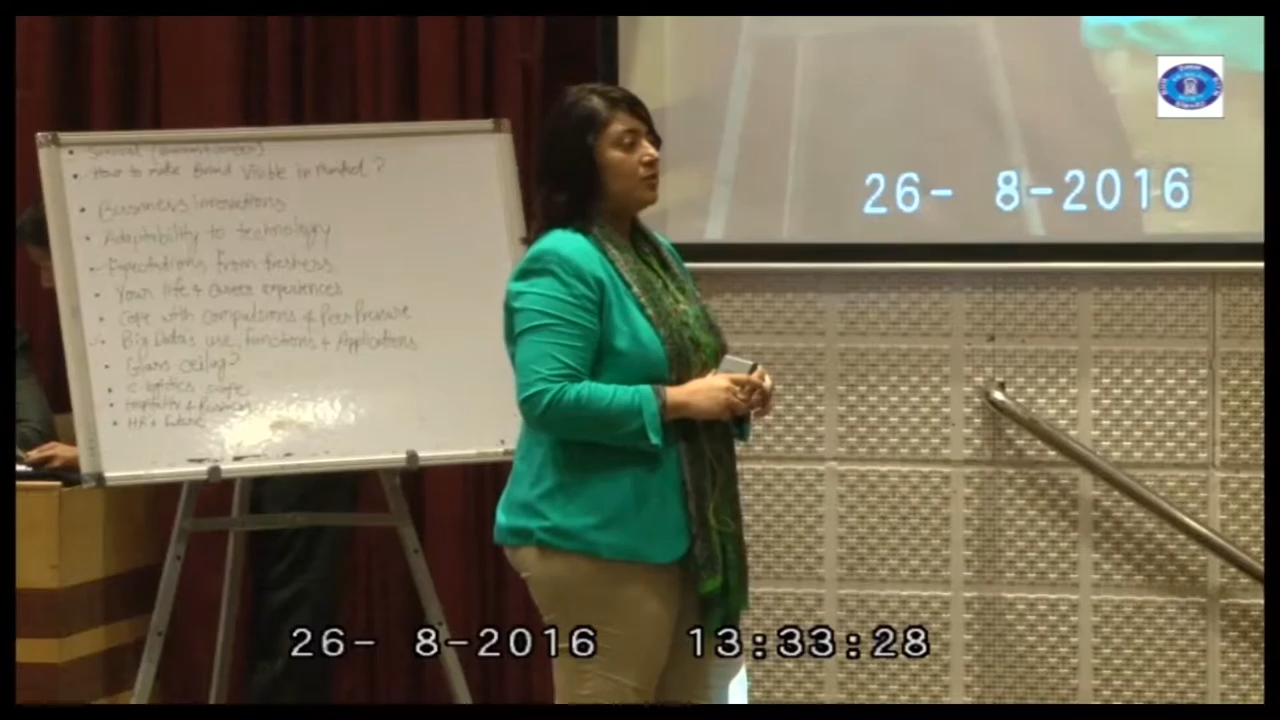 How to make Brand Visible in Market ?
Business Innovations
Adaptability to technology
Expectations from freshers
Your life & Career experiences
Cope with Compulsions & Peer Pressure
Big Data's use, Functions & Applications
Glass ceiling?
HR
26- 8-2016
26- 8-2016 13:33:28